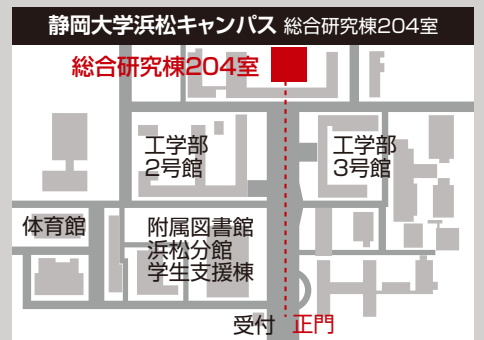 静岡大学浜松キャンパス 総合研究棟204室
総合研究棟204室
工学部
2号館
工学部
3号館
体育館
附属図書館
浜松分館
学生支援棟
受付 正門